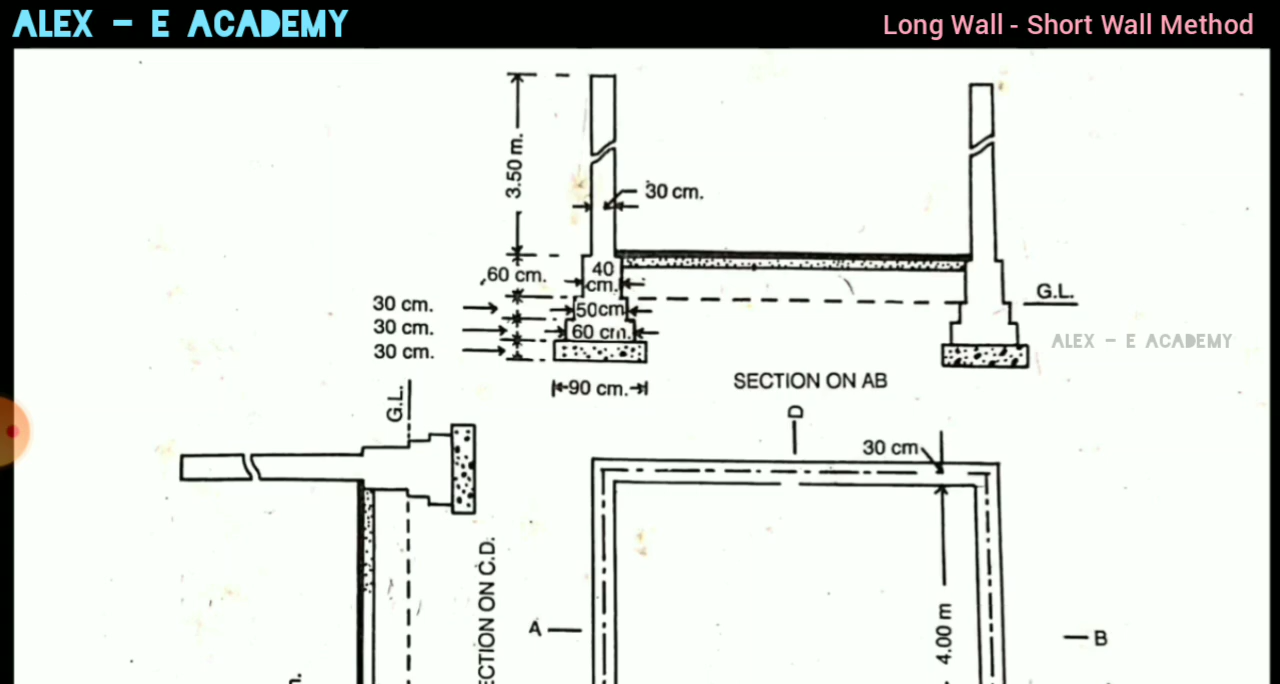 ALEX - E ACADEMY
Long Wall - Short Wall Method
3.50 m.
30 cm.
60 cm.
40
cm.
30 cm.
50cm
30 cm.
60 cm.
30 cm.
G.L.
ALEX - E ACADEMY
90 cm.
SECTION ON AB
G.L.
D
30 cm
SECTION ON C.D.
A
4.00 m
B